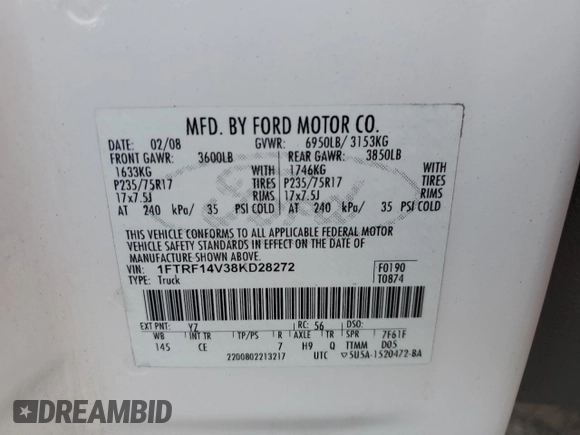 MFD. BY FORD MOTOR CO.
DATE: 02/08 GVWR: 6950LB/ 3153KG
FRONT GAWR: 3600LB REAR GAWR: 3850LB
1633KG WITH 1746KG WITH
P235/75R17 TIRES P235/75R17 TIRES
17x7.5J RIMS 17x7.5J RIMS
AT 240 kPa/ 35 PSI COLD AT 240 kPa/ 35 PSI COLD
THIS VEHICLE CONFORMS TO ALL APPLICABLE FEDERAL MOTOR
VEHICLE SAFETY STANDARDS IN EFFECT ON THE DATE OF
MANUFACTURE SHOWN ABOVE.
VIN: 1FTRF14V38KD28272 F0190
TYPE: Truck T0874
EXT PNT: YZ RC: 56 DSO:
WB INT TR TP/PS R AXLE TR SPR 7F61F
145 CE 7 H9 Q TTMM D05
2200802213217 UTC 5U5A-1520472-BA
DREAMBID